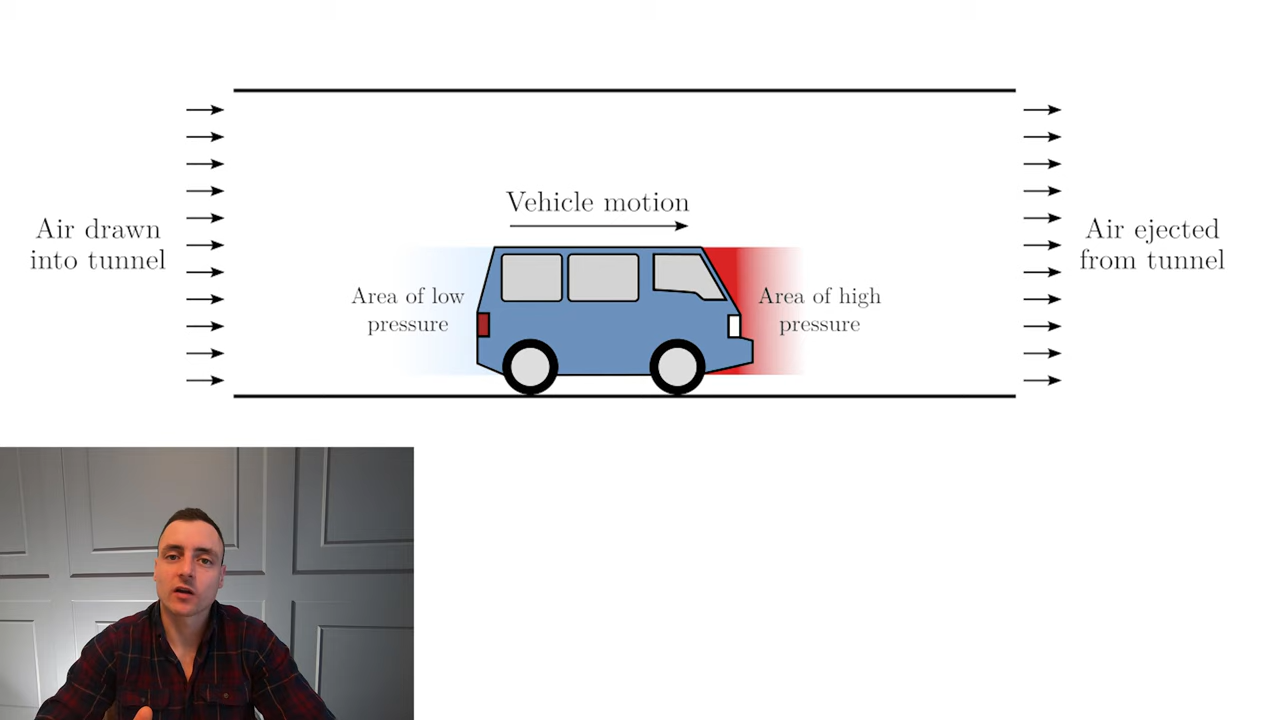 Vehicle motion
Air drawn
into tunnel
Area of low
pressure
Area of high
pressure
Air ejected
from tunnel